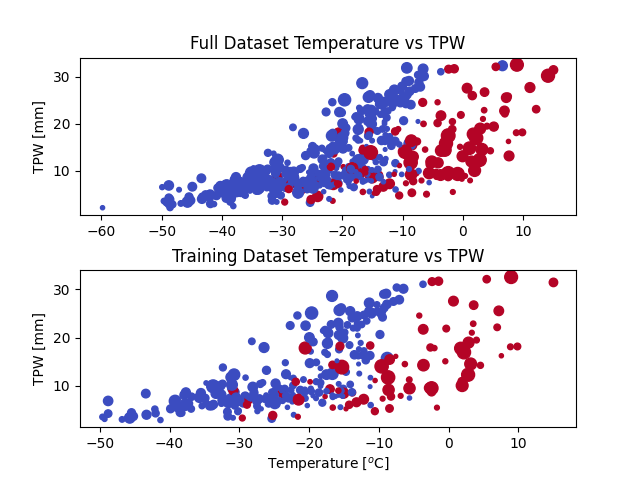 Full Dataset Temperature vs TPW
TPW [mm]
30
20
10
−60 −50 −40 −30 −20 −10 0 10
Training Dataset Temperature vs TPW
TPW [mm]
30
20
10
−50 −40 −30 −20 −10 0 10
Temperature [°C]